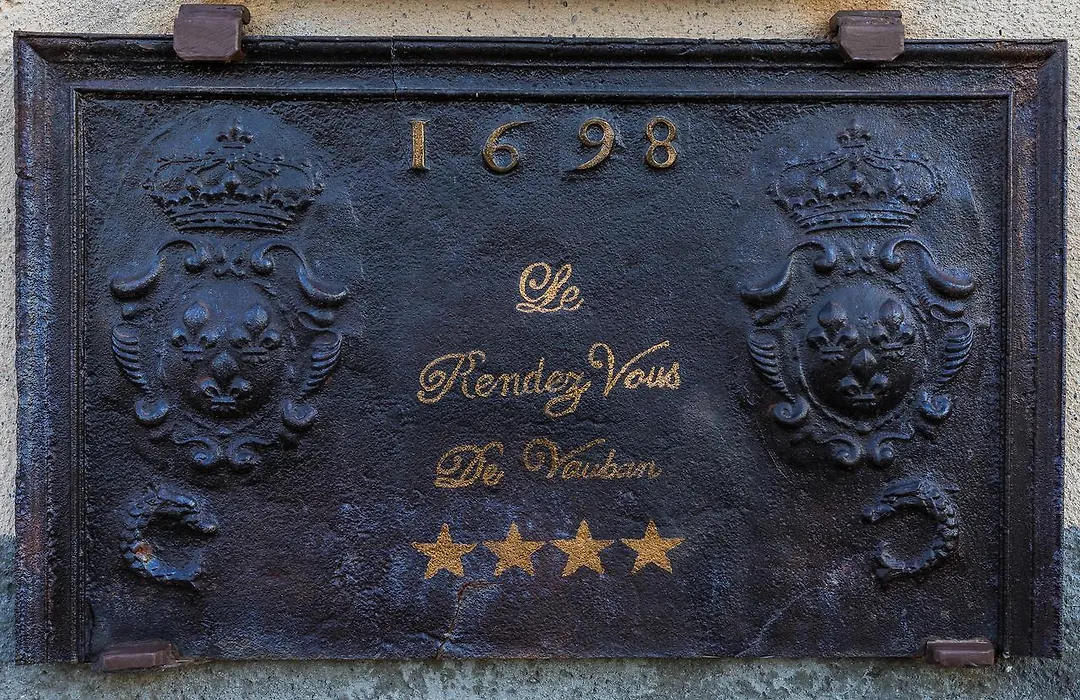 1698
Le
Rendez Vous
De Vauban